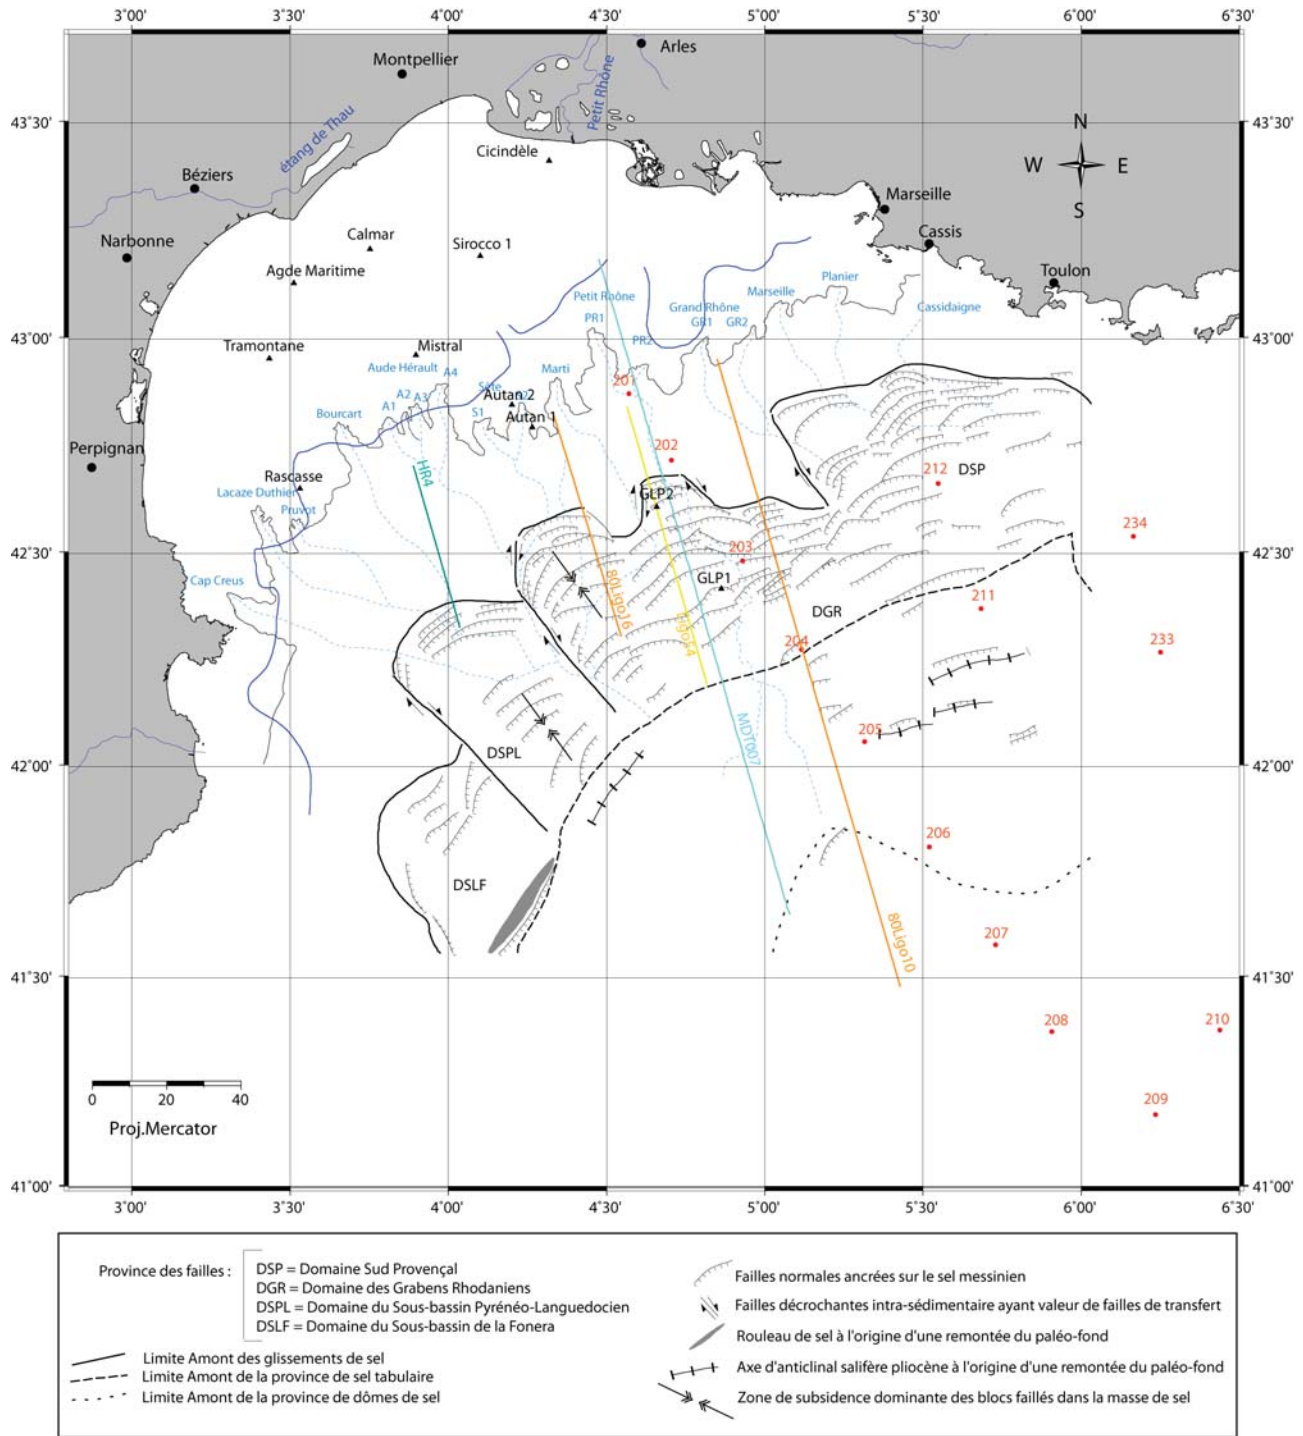 3°00' 3°30' 4°00' 4°30' 5°00' 5°30' 6°00' 6°30'
Arles
Montpellier
Petit Rhône
43°30' 43°30'
étang de Thau
N
W E
S
Cicindèle
Béziers
Marseille
Narbonne
Calmar
Sirocco 1
Cassis
Agde Maritime
Toulon
Planier
Marseille
Petit Rhône
Grand Rhône
Cassidaigne
PR1
GR1 GR2
43°00' 43°00'
PR2
Tramontane
Mistral
Aude Hérault
A4
Marti
201
Sète
A2
A3
Autan 2
A1
Bourcart
S1
Autan 1
Perpignan
202
HR4
212
DSP
Rascasse
Lacaze Duthier
GLP2
Pruvot
234
42°30' 42°30'
203
Cap Creus
GLP1
80Ligo16
211
DGR
Ligo54
204
233
MDT007
205
DSPL
42°00' 42°00'
206
DSLF
207
80Ligo10
41°30' 41°30'
208
210
209
0 20 40
Proj.Mercator
41°00' 41°00'
3°00' 3°30' 4°00' 4°30' 5°00' 5°30' 6°00' 6°30'
Province des failles :
DSP = Domaine Sud Provençal
DGR = Domaine des Grabens Rhodaniens
DSPL = Domaine du Sous-bassin Pyrénéo-Languedocien
DSLF = Domaine du Sous-bassin de la Fonera
Limite Amont des glissements de sel
Limite Amont de la province de sel tabulaire
Limite Amont de la province de dômes de sel
Failles normales ancrées sur le sel messinien
Failles décrochantes intra-sédimentaire ayant valeur de failles de transfert
Rouleau de sel à l'origine d'une remontée du paléo-fond
Axe d'anticlinal salifère pliocène à l'origine d'une remontée du paléo-fond
Zone de subsidence dominante des blocs faillés dans la masse de sel